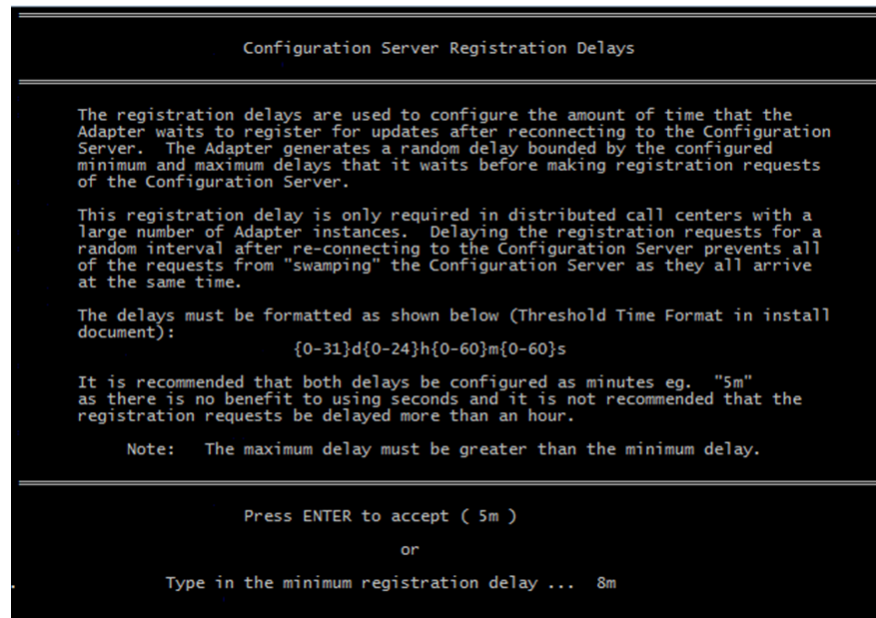 Configuration Server Registration Delays
The registration delays are used to configure the amount of time that the
Adapter waits to register for updates after reconnecting to the Configuration
Server.  The Adapter generates a random delay bounded by the configured
minimum and maximum delays that it waits before making registration requests
of the Configuration Server.
This registration delay is only required in distributed call centers with a
large number of Adapter instances.  Delaying the registration requests for a
random interval after re-connecting to the Configuration Server prevents all
of the requests from "swamping" the Configuration Server as they all arrive
at the same time.
The delays must be formatted as shown below (Threshold Time Format in install
document):
{0-31}d{0-24}h{0-60}m{0-60}s
It is recommended that both delays be configured as minutes eg.  "5m"
as there is no benefit to using seconds and it is not recommended that the
registration requests be delayed more than an hour.
Note:   The maximum delay must be greater than the minimum delay.
Press ENTER to accept ( 5m )
or
. Type in the minimum registration delay ...  8m